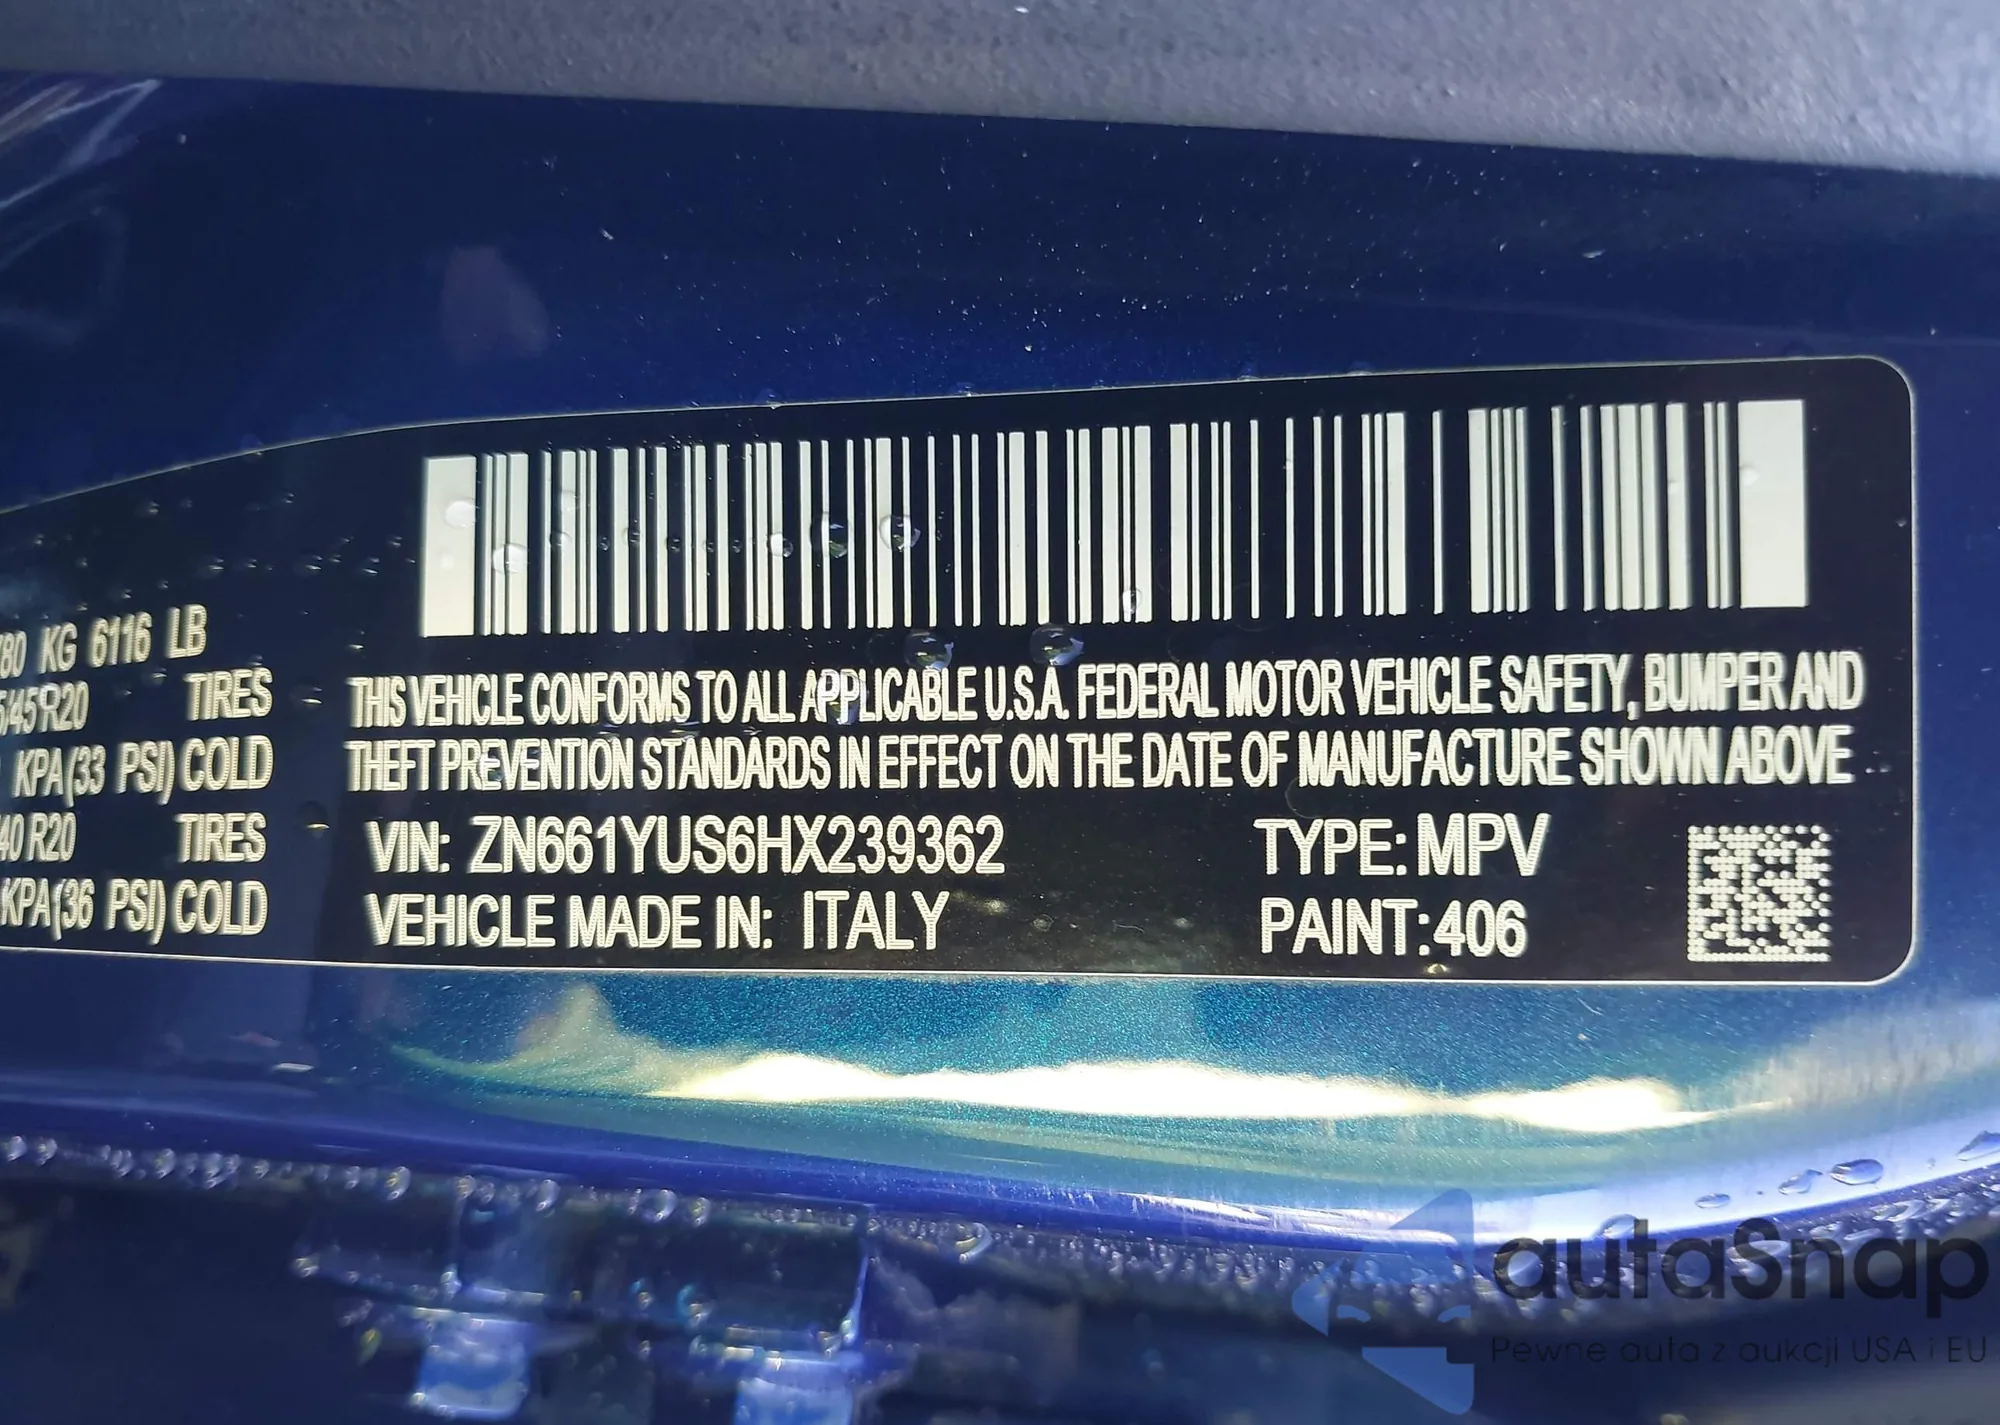 80 KG 6116 LB
5/45R20 TIRES
KPA(33 PSI) COLD
40 R20 TIRES
KPA(36 PSI) COLD
THIS VEHICLE CONFORMS TO ALL APPLICABLE U.S.A. FEDERAL MOTOR VEHICLE SAFETY, BUMPER AND
THEFT PREVENTION STANDARDS IN EFFECT ON THE DATE OF MANUFACTURE SHOWN ABOVE
VIN: ZN661YUS6HX239362 TYPE: MPV
VEHICLE MADE IN: ITALY PAINT:406
autaSnap
Pewne auta z aukcji USA i EU